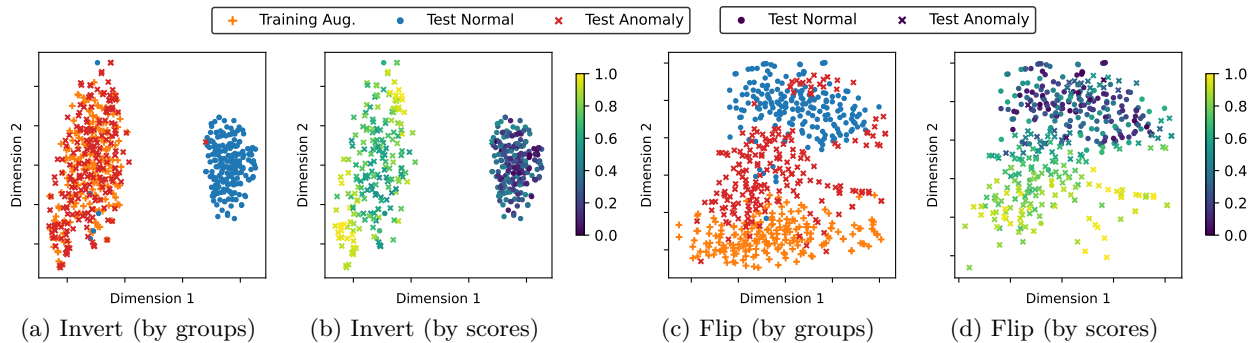 Training Aug. Test Normal Test Anomaly
Test Normal Test Anomaly
Dimension 2
Dimension 1
(a) Invert (by groups)
Dimension 2
Dimension 1
1.0
0.8
0.6
0.4
0.2
0.0
(b) Invert (by scores)
Dimension 2
Dimension 1
(c) Flip (by groups)
Dimension 2
Dimension 1
1.0
0.8
0.6
0.4
0.2
0.0
(d) Flip (by scores)